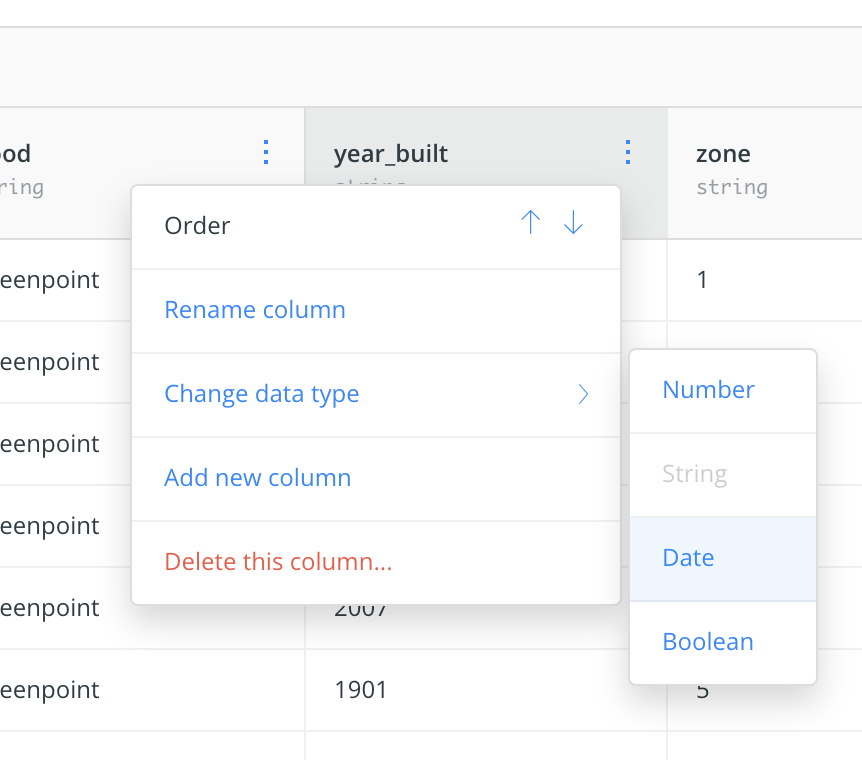 ood year_built zone
ring string string
Order
eenpoint 1
Rename column
eenpoint
Change data type Number
eenpoint
Add new column String
eenpoint
Delete this column... Date
eenpoint 2007
Boolean
eenpoint 1901 5